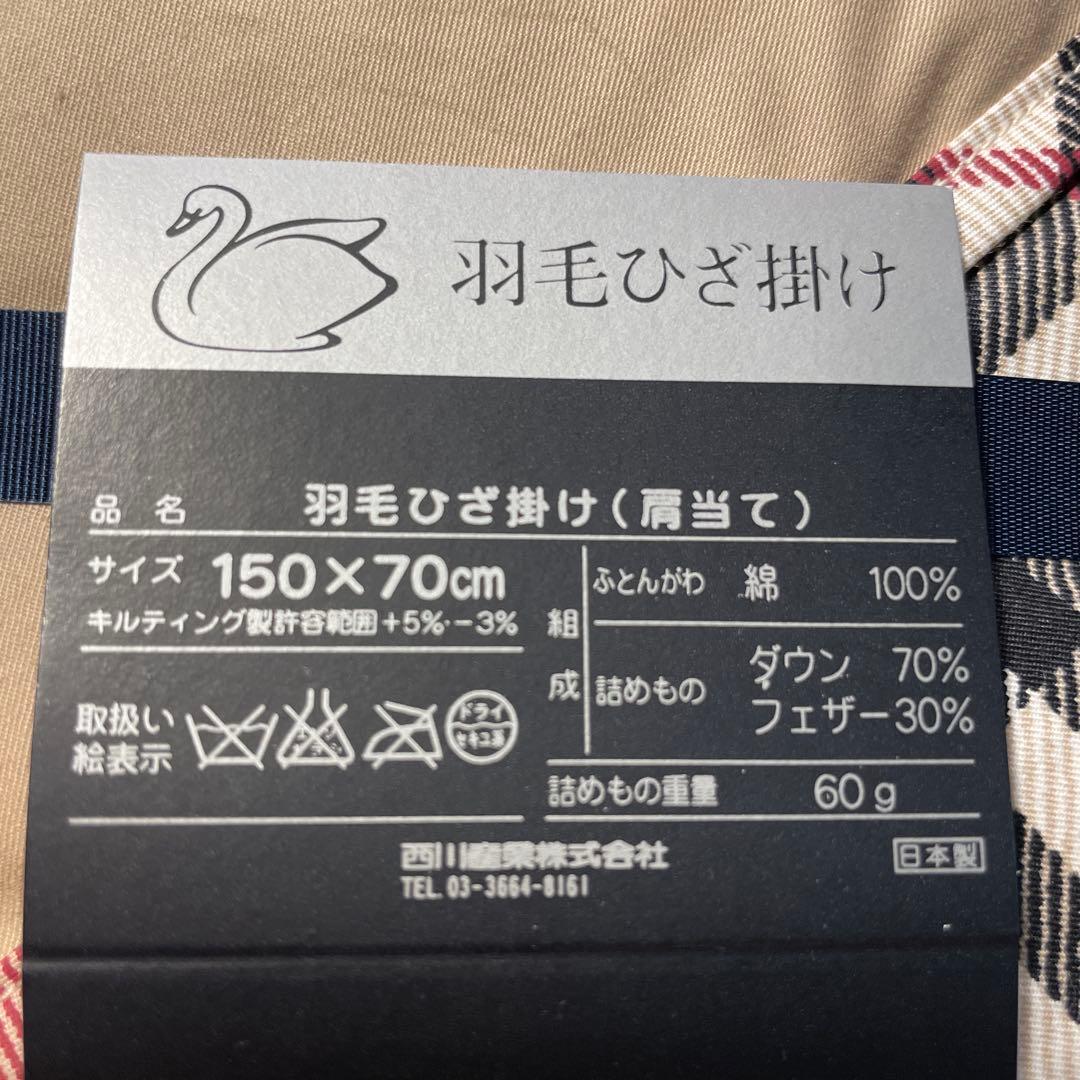 羽毛ひざ掛け
品名 羽毛ひざ掛け(肩当て)
サイズ 150×70cm
キルティング製許容範囲+5%・-3%
取扱い
絵表示
ドライ
セキユ系
組成
ふとんがわ 綿 100%
詰めもの
ダウン 70%
フェザー30%
詰めもの重量 60g
西川産業株式会社
TEL.03-3664-8161
日本製